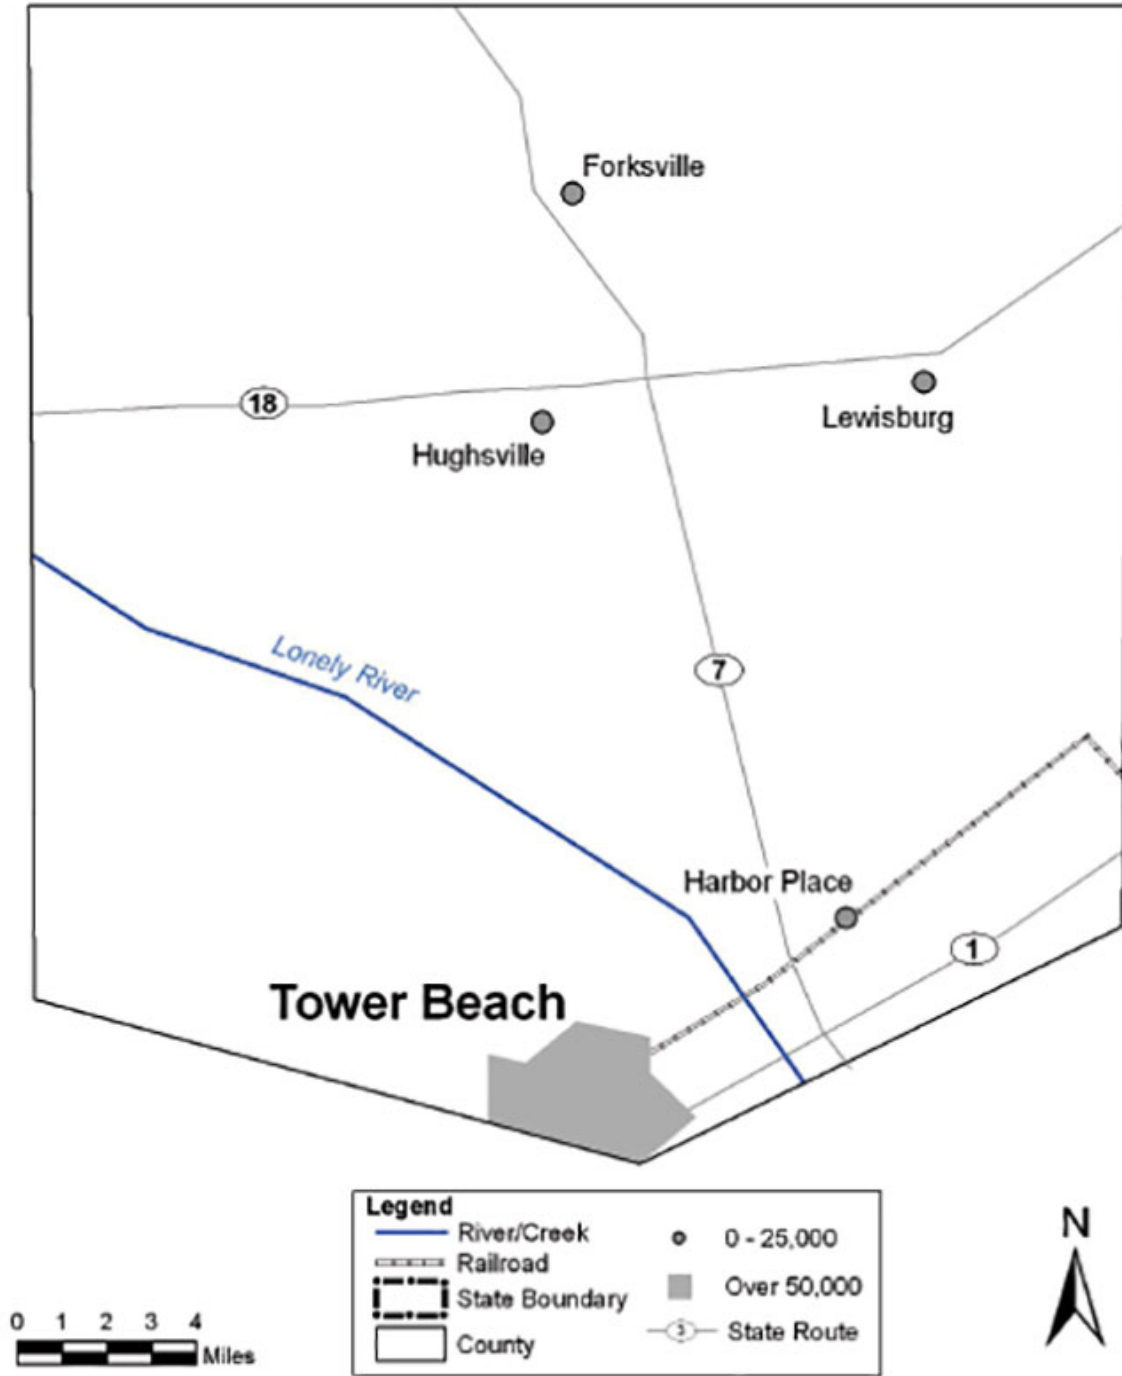 Forksville
18
Lewisburg
Hughsville
Lonely River
7
Harbor Place
1
Tower Beach
Legend
River/Creek
Railroad
State Boundary
County
0 - 25,000
Over 50,000
3 State Route
N
0 1 2 3 4
Miles